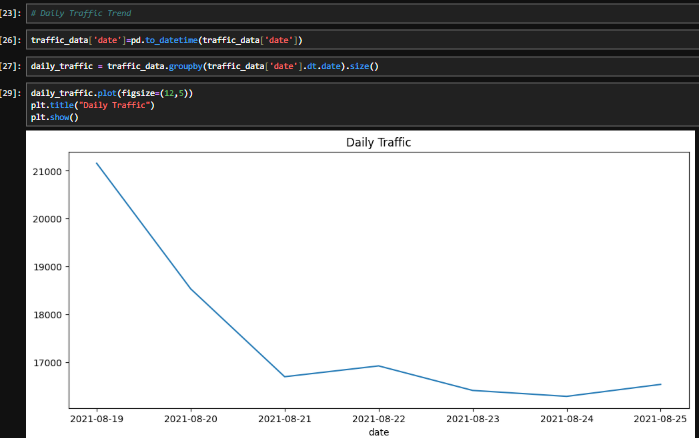 [23]: # Daily Traffic Trend
[26]: traffic_data['date']=pd.to_datetime(traffic_data['date'])
[27]: daily_traffic = traffic_data.groupby(traffic_data['date'].dt.date).size()
[29]: daily_traffic.plot(figsize=(12,5))
plt.title("Daily Traffic")
plt.show()
Daily Traffic
21000
20000
19000
18000
17000
2021-08-19 2021-08-20 2021-08-21 2021-08-22 2021-08-23 2021-08-24 2021-08-25
date